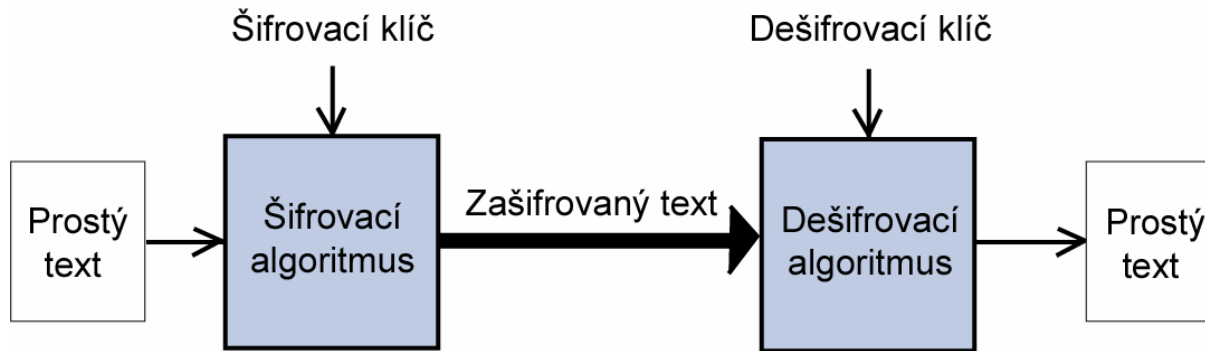 Šifrovací klíč
Dešifrovací klíč
Prostý
text
Šifrovací
algoritmus
Zašifrovaný text
Dešifrovací
algoritmus
Prostý
text